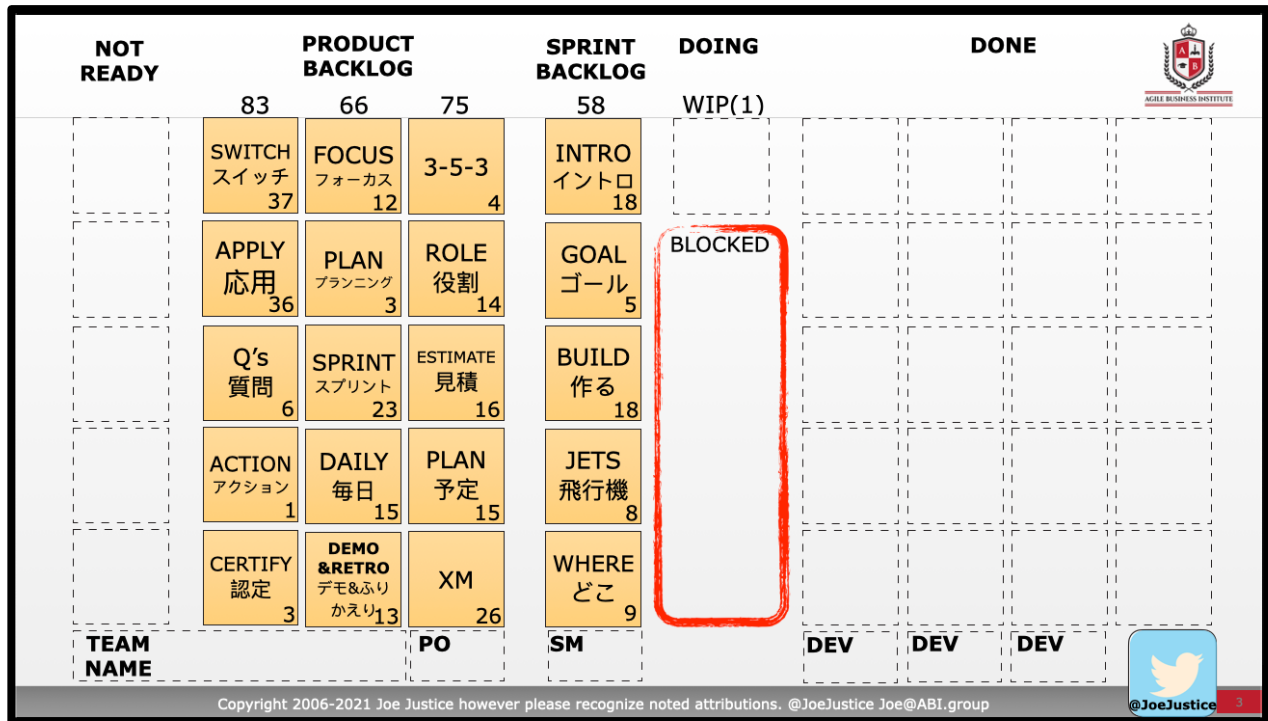 NOT
READY
PRODUCT
BACKLOG
SPRINT
BACKLOG
DOING
DONE
83
66
75
58
WIP(1)
A
B
AGILE BUSINESS INSTITUTE
SWITCH
スイッチ
37
FOCUS
フォーカス
12
3-5-3
4
INTRO
イントロ
18
APPLY
応用
36
PLAN
プランニング
3
ROLE
役割
14
GOAL
ゴール
5
BLOCKED
Q's
質問
6
SPRINT
スプリント
23
ESTIMATE
見積
16
BUILD
作る
18
ACTION
アクション
1
DAILY
毎日
15
PLAN
予定
15
JETS
飛行機
8
CERTIFY
認定
3
DEMO
&RETRO
デモ&ふり
かえり
13
XM
26
WHERE
どこ
9
TEAM
NAME
PO
SM
DEV
DEV
DEV
@JoeJustice
Copyright 2006-2021 Joe Justice however please recognize noted attributions. @JoeJustice Joe@ABI.group
3